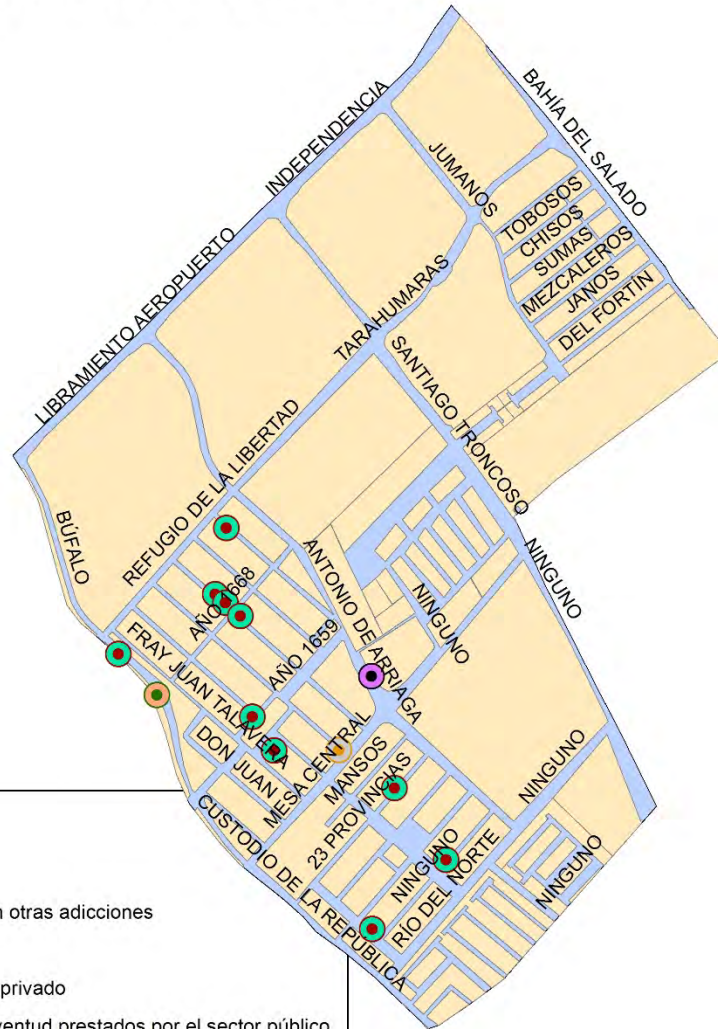 INDEPENDENCIA
BAHÍA DEL SALADO
JUMANOS
TOBOSOS
CHISOS
SUMAS
MEZCALEROS
JANOS
DEL FORTÍN
LIBRAMIENTO AEROPUERTO
TARAHUMARAS
SANTIAGO TRONCOSO
REFUGIO DE LA LIBERTAD
BÚFALO
ANTONIO DE ARRIAGA
NINGUNO
NINGUNO
AÑO 1668
AÑO 1659
FRAY JUAN TALAVERA
DON JUAN
MESA CENTRAL
MANSOS
23 PROVINCIAS
NINGUNO
NINGUNO
RÍO DEL NORTE
NINGUNO
CUSTODIO DE LA REPÚBLICA
otras adicciones
privado
prestados por el sector público